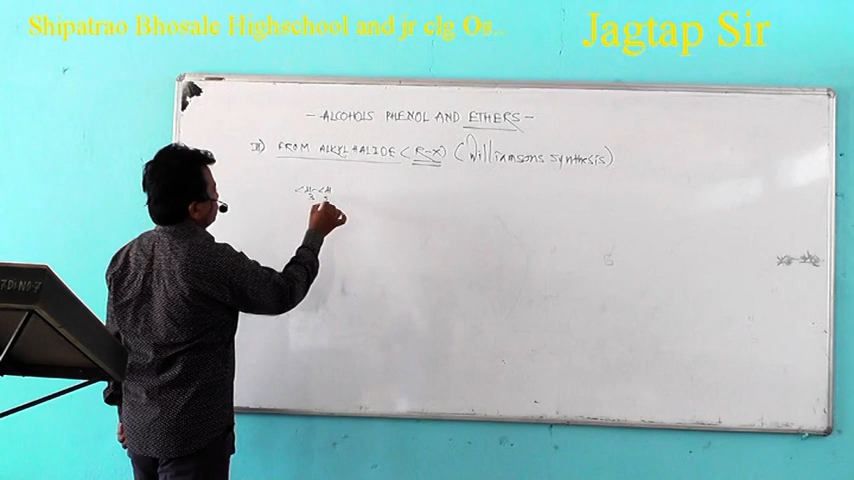 Shipatrao Bhosale Highschool and jr clg Os..
Jagtap Sir
- ALCOHOLS PHENOL AND ETHERS -
III) FROM ALKYL HALIDE (R-X) (Williamsons synthesis)